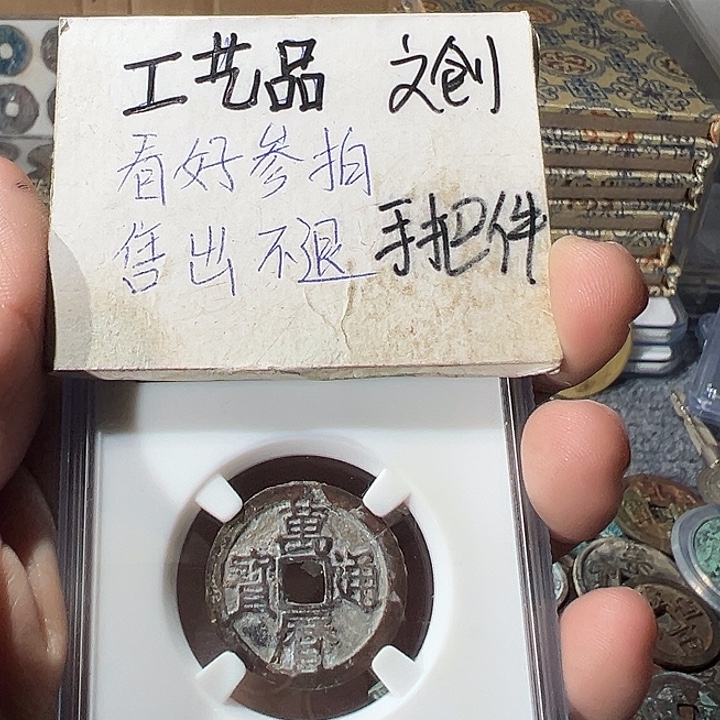 工艺品 文创
看好参拍
售出不退 手把件
萬曆通寶